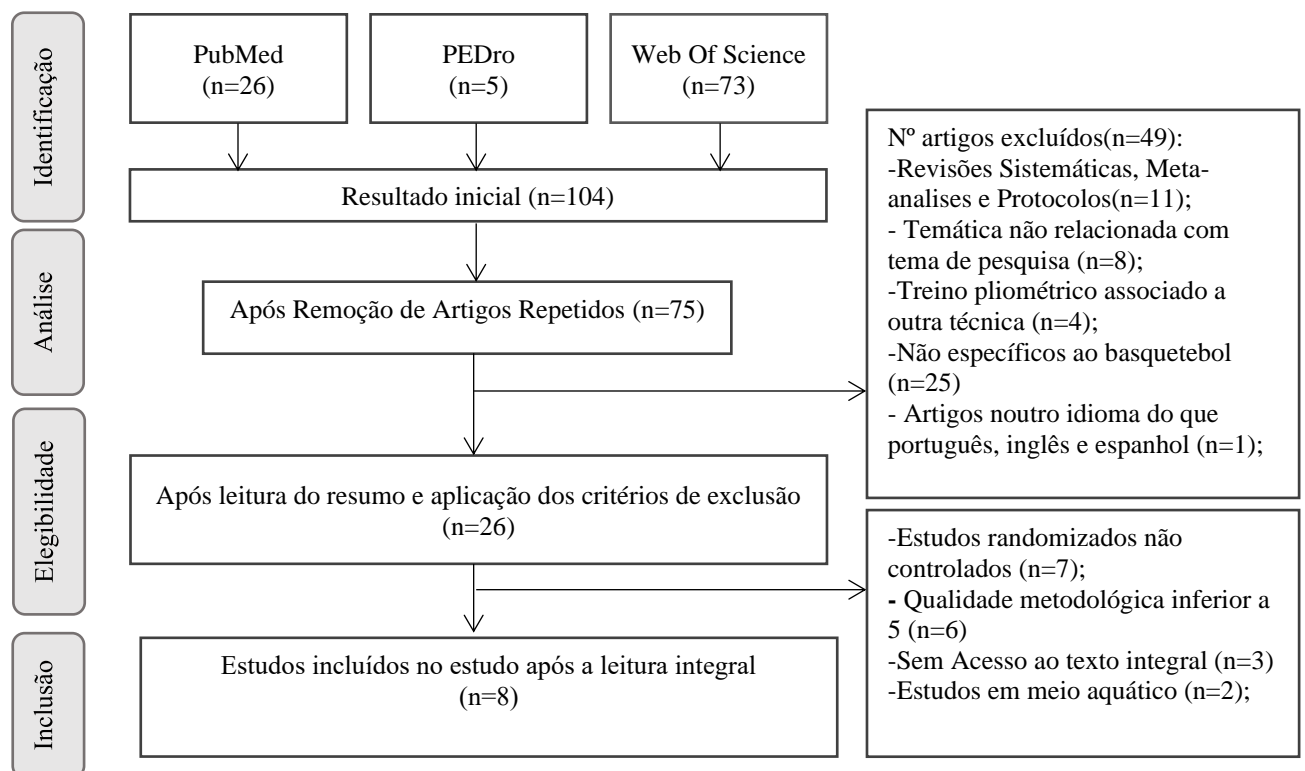 Identificação
PubMed
(n=26)
PEDro
(n=5)
Web Of Science
(n=73)
Resultado inicial (n=104)
Análise
Após Remoção de Artigos Repetidos (n=75)
Nº artigos excluídos(n=49):
-Revisões Sistemáticas, Meta-
analises e Protocolos(n=11);
- Temática não relacionada com
tema de pesquisa (n=8);
-Treino pliométrico associado a
outra técnica (n=4);
-Não específicos ao basquetebol
(n=25)
- Artigos noutro idioma do que
português, inglês e espanhol (n=1);
Elegibilidade
Após leitura do resumo e aplicação dos critérios de exclusão
(n=26)
-Estudos randomizados não
controlados (n=7);
- Qualidade metodológica inferior a
5 (n=6)
-Sem Acesso ao texto integral (n=3)
-Estudos em meio aquático (n=2);
Inclusão
Estudos incluídos no estudo após a leitura integral
(n=8)